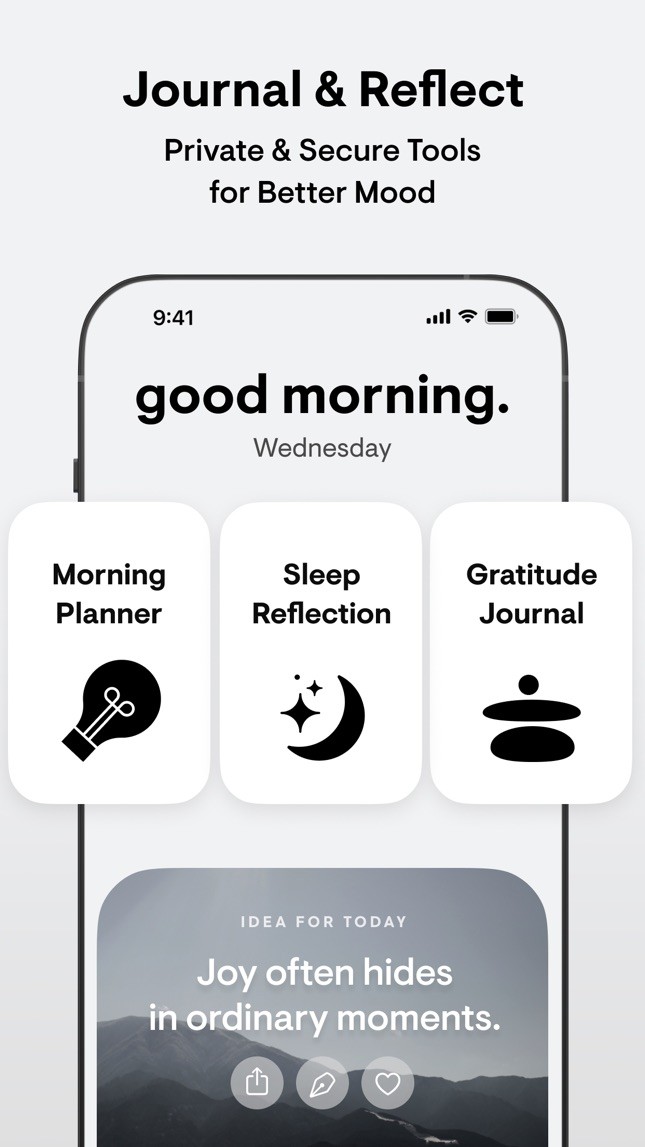 Journal & Reflect
Private & Secure Tools
for Better Mood
9:41
good morning.
Wednesday
Morning
Planner
Sleep
Reflection
Gratitude
Journal
IDEA FOR TODAY
Joy often hides
in ordinary moments.